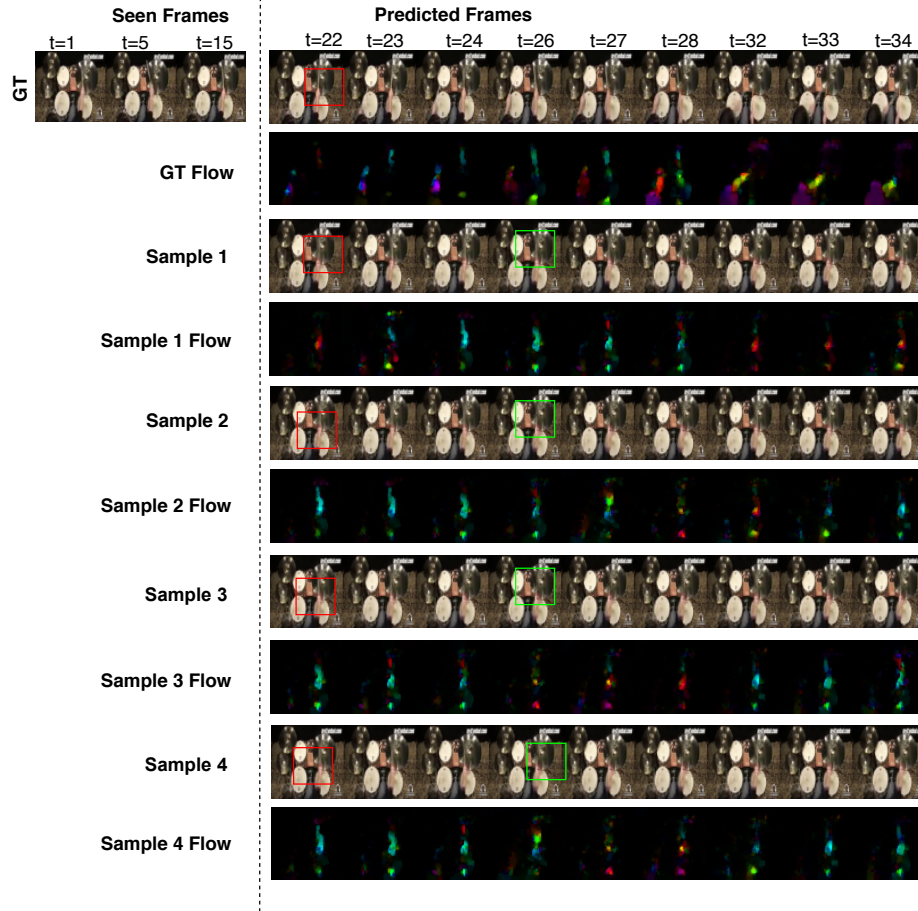 Seen Frames
Predicted Frames
t=1 t=5 t=15
t=22 t=23 t=24 t=26 t=27 t=28 t=32 t=33 t=34
GT
GT Flow
Sample 1
Sample 1 Flow
Sample 2
Sample 2 Flow
Sample 3
Sample 3 Flow
Sample 4
Sample 4 Flow